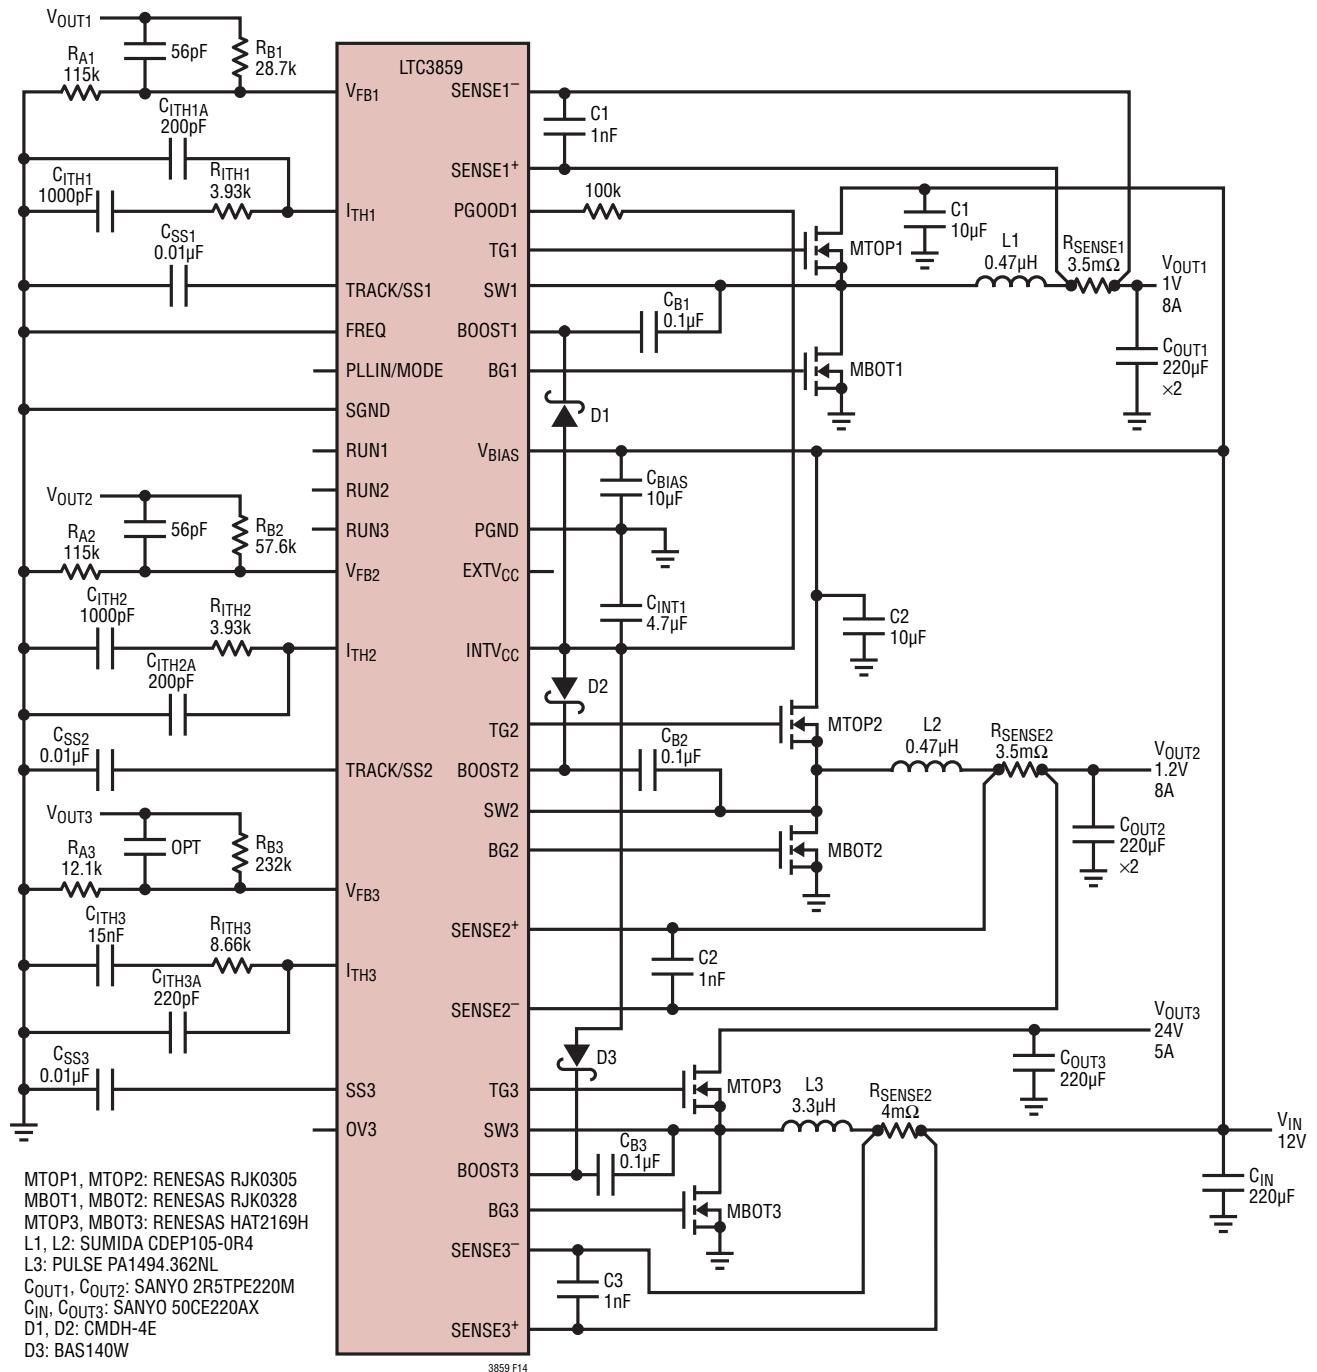 VOUT1
RA1
115k
56pF
RB1
28.7k
CITH1A
200pF
CITH1
1000pF
RITH1
3.93k
CSS1
0.01µF
VOUT2
RA2
115k
56pF
RB2
57.6k
CITH2
1000pF
RITH2
3.93k
CITH2A
200pF
CSS2
0.01µF
VOUT3
RA3
12.1k
OPT
RB3
232k
CITH3
15nF
RITH3
8.66k
CITH3A
220pF
CSS3
0.01µF
LTC3859
VFB1
ITH1
TRACK/SS1
FREQ
PLLIN/MODE
SGND
RUN1
RUN2
RUN3
VFB2
ITH2
TRACK/SS2
VFB3
ITH3
SS3
OV3
SENSE1–
SENSE1+
PGOOD1
TG1
SW1
BOOST1
BG1
VBIAS
PGND
EXTVCC
INTVCC
TG2
BOOST2
SW2
BG2
SENSE2+
SENSE2–
TG3
SW3
BOOST3
BG3
SENSE3–
SENSE3+
C1
1nF
100k
C1
10µF
MTOP1
L1
0.47µH
RSENSE1
3.5mΩ
VOUT1
1V
8A
CB1
0.1µF
COUT1
220µF
×2
MBOT1
D1
CBIAS
10µF
CINT1
4.7µF
C2
10µF
D2
MTOP2
L2
0.47µH
RSENSE2
3.5mΩ
VOUT2
1.2V
8A
CB2
0.1µF
COUT2
220µF
×2
MBOT2
C2
1nF
VOUT3
24V
5A
COUT3
220µF
D3
MTOP3
L3
3.3µH
RSENSE2
4mΩ
VIN
12V
CB3
0.1µF
CIN
220µF
MBOT3
C3
1nF
MTOP1, MTOP2: RENESAS RJK0305
MBOT1, MBOT2: RENESAS RJK0328
MTOP3, MBOT3: RENESAS HAT2169H
L1, L2: SUMIDA CDEP105-0R4
L3: PULSE PA1494.362NL
COUT1, COUT2: SANYO 2R5TPE220M
CIN, COUT3: SANYO 50CE220AX
D1, D2: CMDH-4E
D3: BAS140W
3859 F14